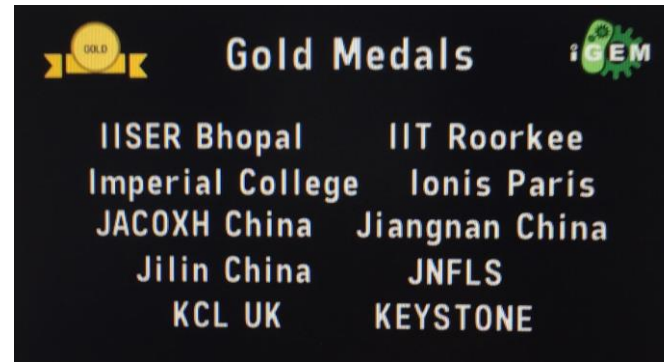 GOLD
Gold Medals
iGEM
IISER Bhopal IIT Roorkee
Imperial College Ionis Paris
JACOXH China Jiangnan China
Jilin China JNFLS
KCL UK KEYSTONE